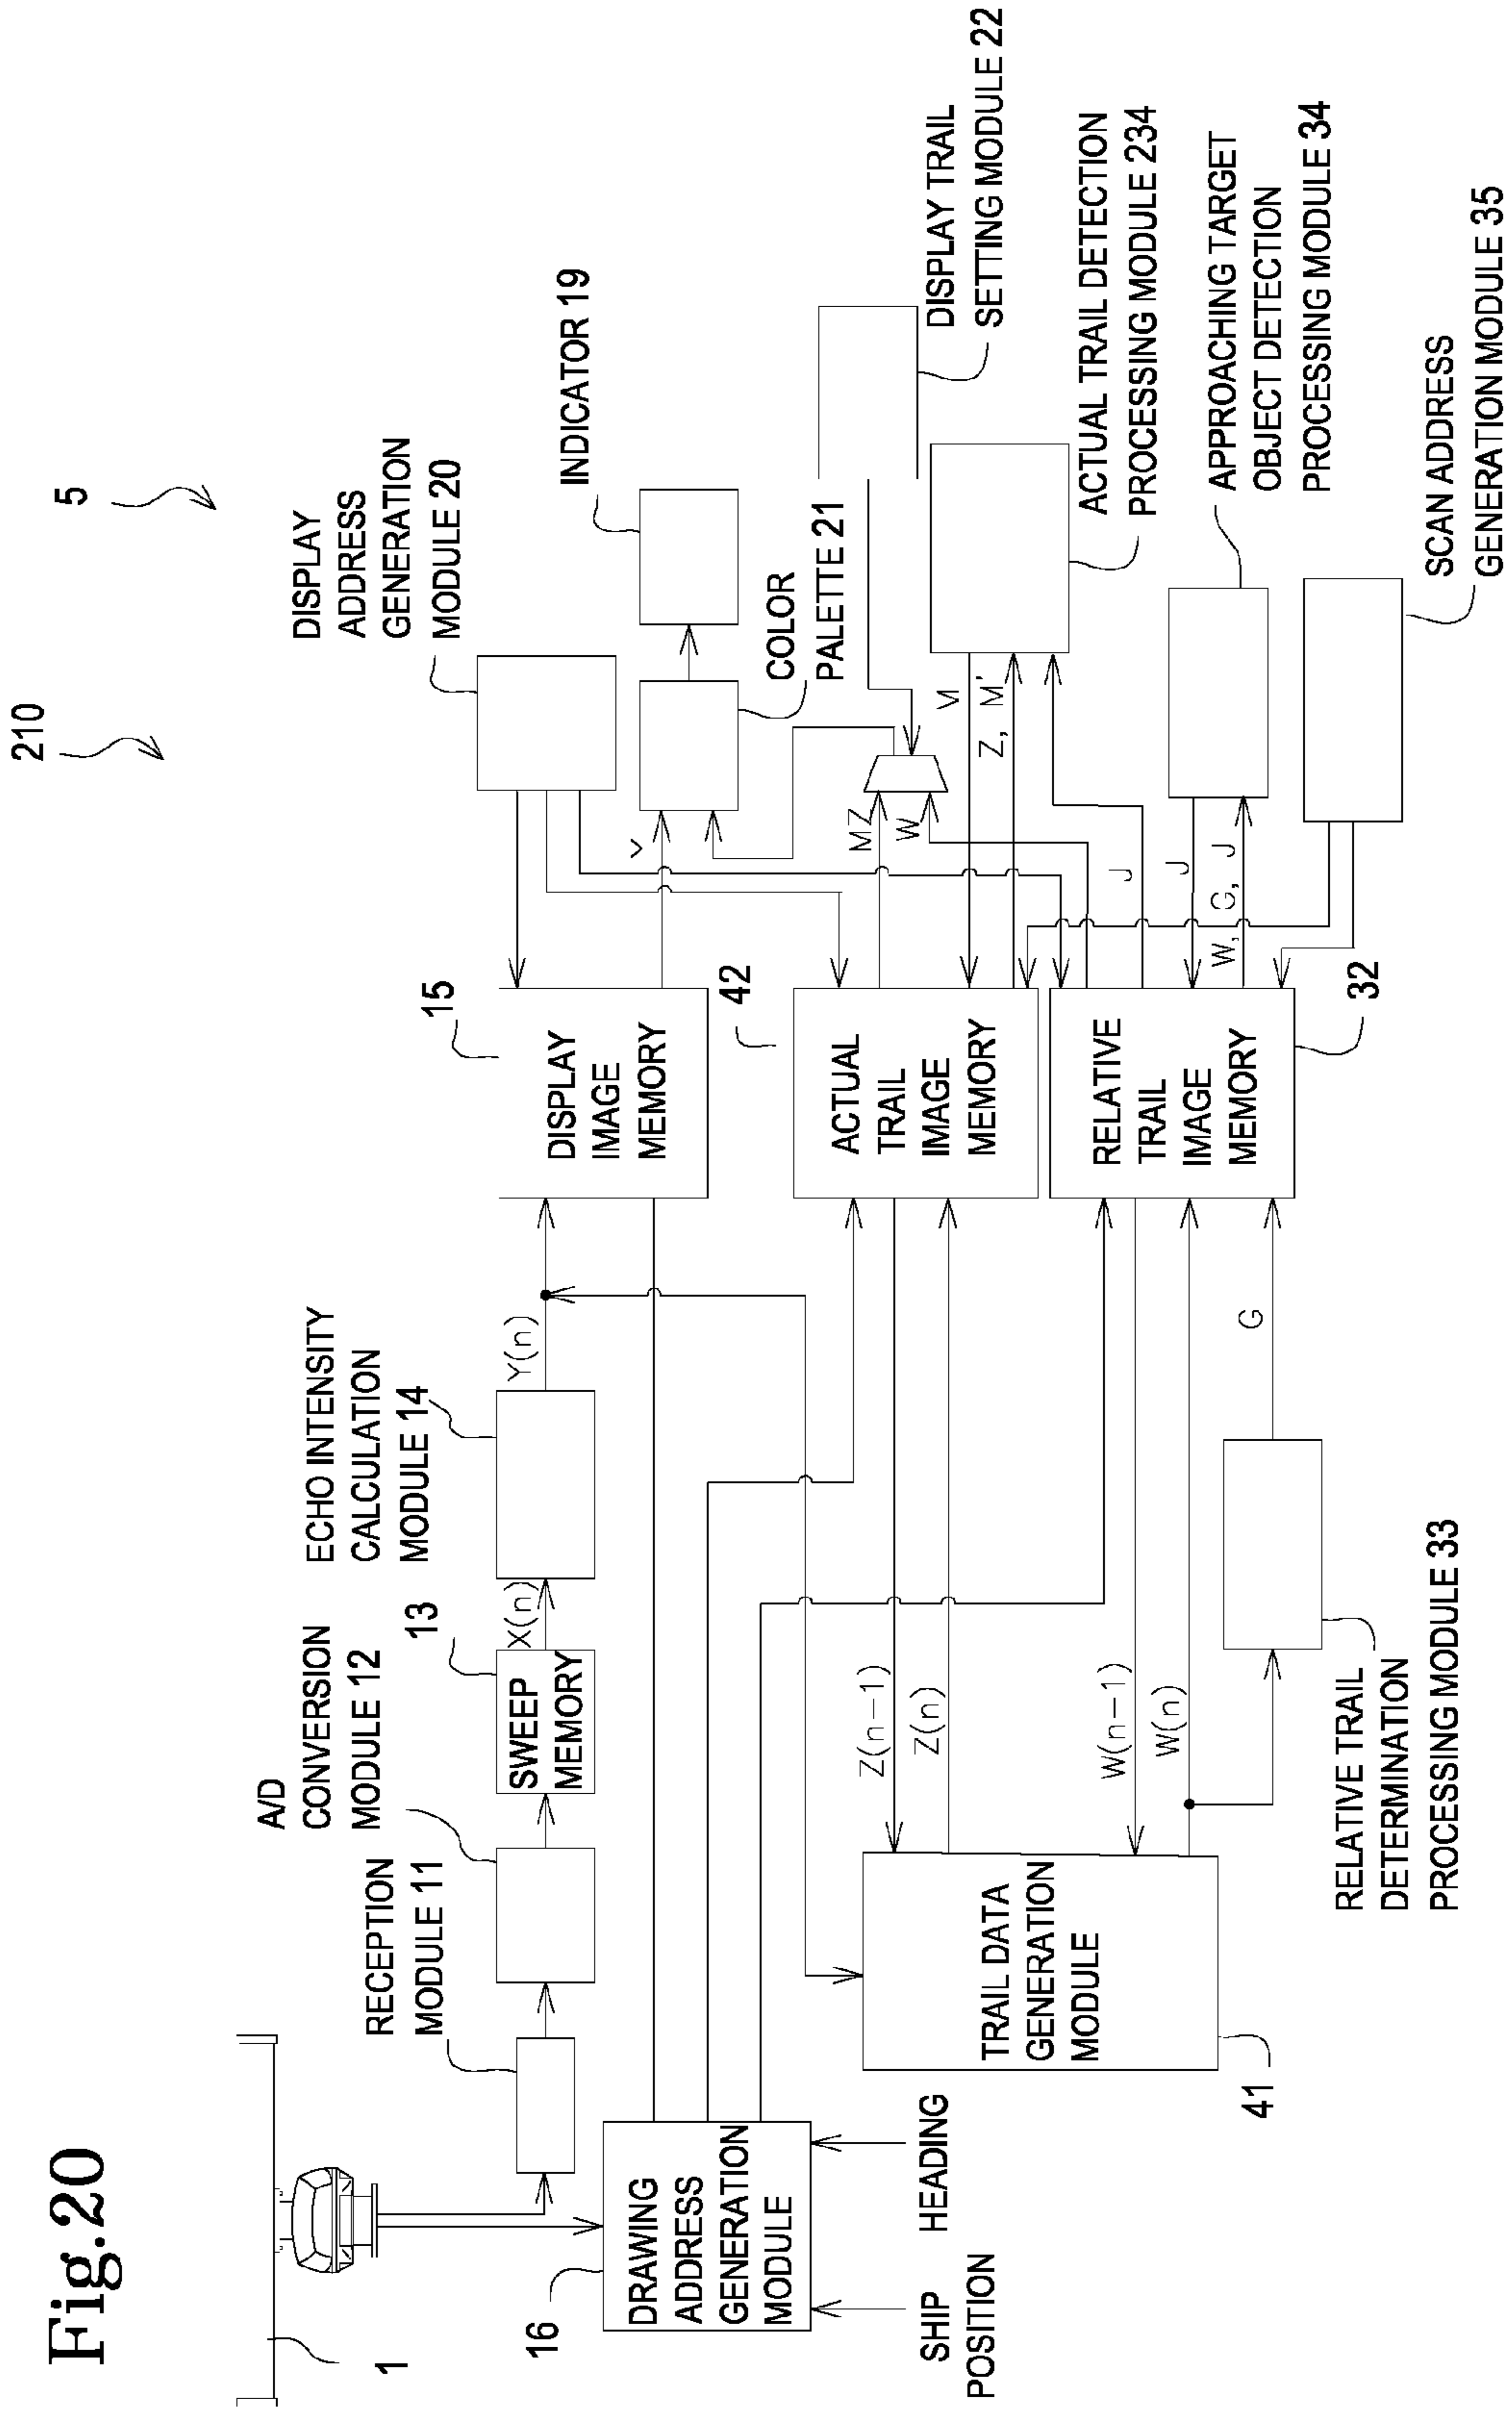 Fig.20
210
5
1
RECEPTION
MODULE 11
A/D
CONVERSION
MODULE 12
13
SWEEP
MEMORY
X(n)
ECHO INTENSITY
CALCULATION
MODULE 14
Y(n)
15
DISPLAY
IMAGE
MEMORY
V
DISPLAY
ADDRESS
GENERATION
MODULE 20
INDICATOR 19
COLOR
PALETTE 21
DISPLAY TRAIL
SETTING MODULE 22
16
DRAWING
ADDRESS
GENERATION
MODULE
SHIP
POSITION
HEADING
TRAIL DATA
GENERATION
MODULE
41
Z(n-1)
Z(n)
W(n-1)
W(n)
42
ACTUAL
TRAIL
IMAGE
MEMORY
MZ
W
M
Z, M'
ACTUAL TRAIL DETECTION
PROCESSING MODULE 234
RELATIVE
TRAIL
IMAGE
MEMORY
32
J
J
W, G, J
APPROACHING TARGET
OBJECT DETECTION
PROCESSING MODULE 34
SCAN ADDRESS
GENERATION MODULE 35
G
RELATIVE TRAIL
DETERMINATION
PROCESSING MODULE 33